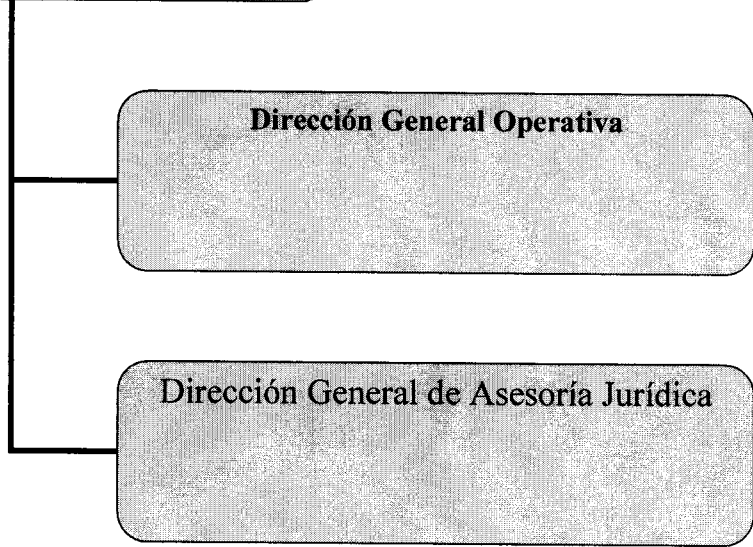 Dirección General Operativa
Dirección General de Asesoría Jurídica